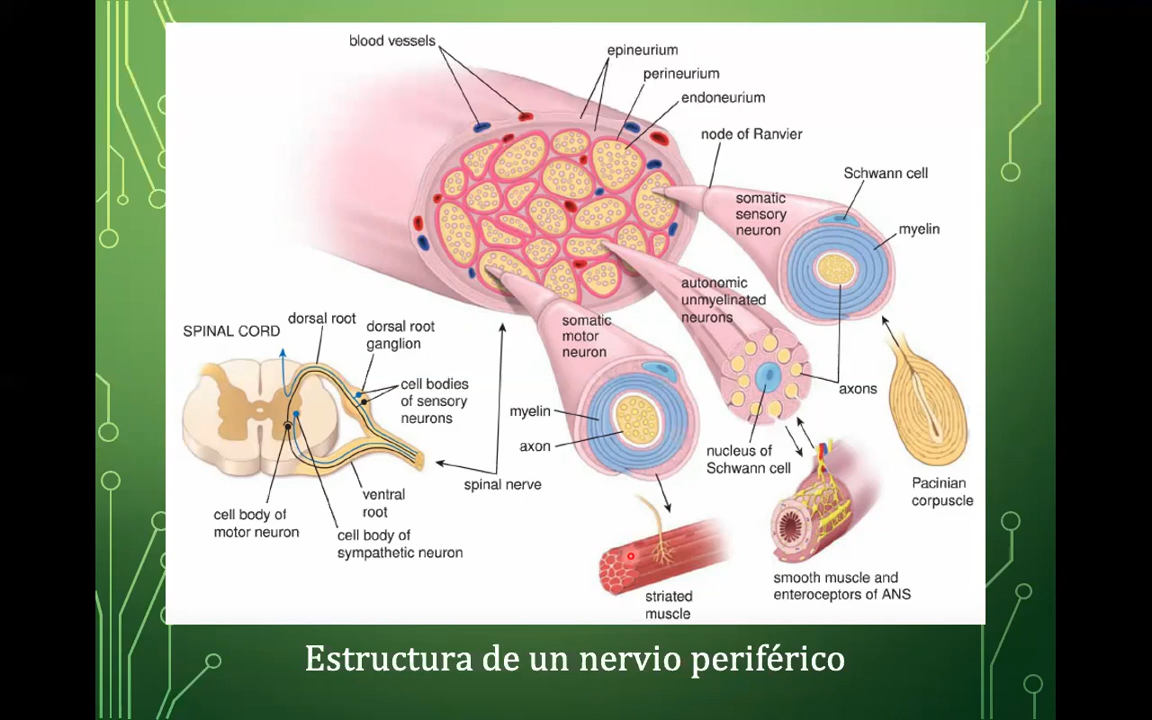 blood vessels
epineurium
perineurium
endoneurium
node of Ranvier
Schwann cell
somatic
sensory
neuron
myelin
autonomic
unmyelinated
neurons
somatic
motor
neuron
SPINAL CORD
dorsal root
dorsal root
ganglion
cell bodies
of sensory
neurons
myelin
axon
axons
nucleus of
Schwann cell
spinal nerve
Pacinian
corpuscle
ventral
root
cell body of
motor neuron
cell body of
sympathetic neuron
striated
muscle
smooth muscle and
enteroceptors of ANS
Estructura de un nervio periférico